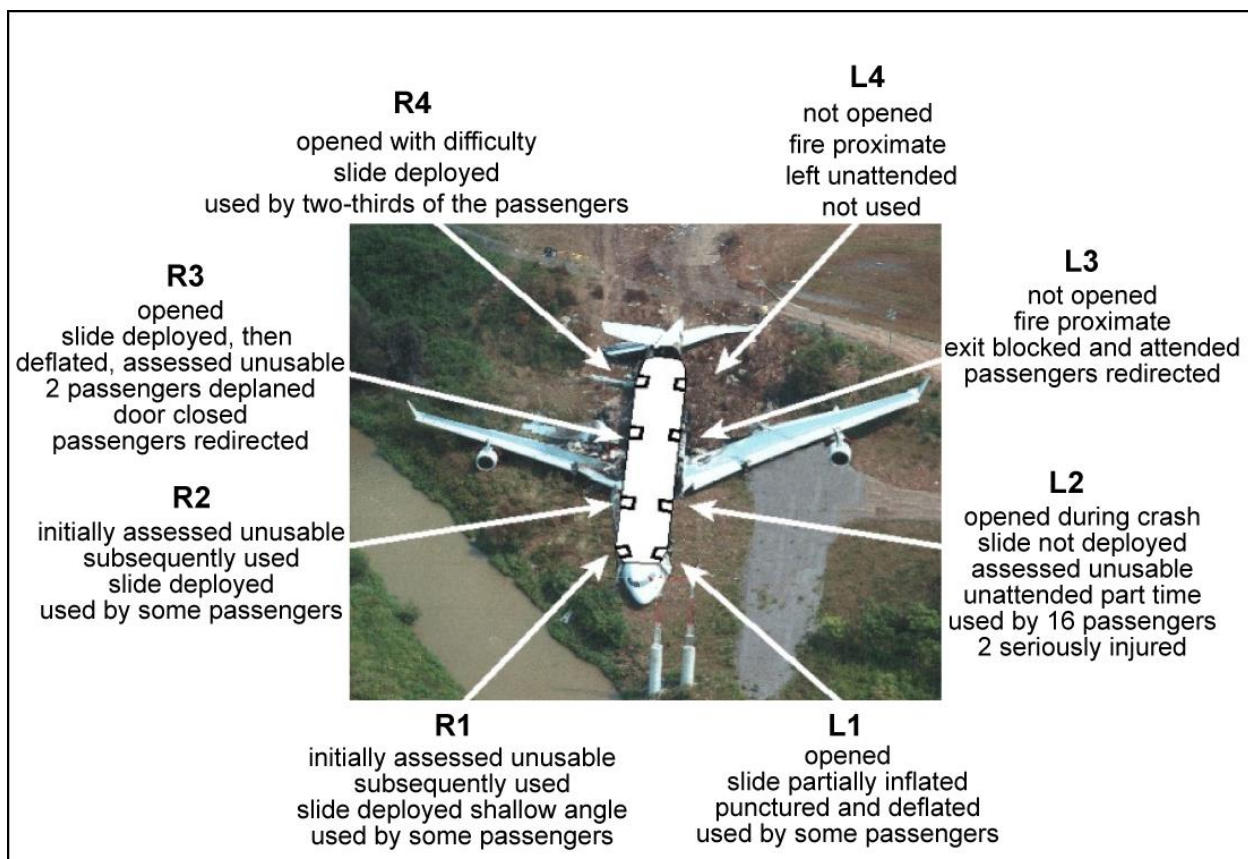 R4
opened with difficulty
slide deployed
used by two-thirds of the passengers
L4
not opened
fire proximate
left unattended
not used
R3
opened
slide deployed, then
deflated, assessed unusable
2 passengers deplaned
door closed
passengers redirected
L3
not opened
fire proximate
exit blocked and attended
passengers redirected
R2
initially assessed unusable
subsequently used
slide deployed
used by some passengers
L2
opened during crash
slide not deployed
assessed unusable
unattended part time
used by 16 passengers
2 seriously injured
R1
initially assessed unusable
subsequently used
slide deployed shallow angle
used by some passengers
L1
opened
slide partially inflated
punctured and deflated
used by some passengers